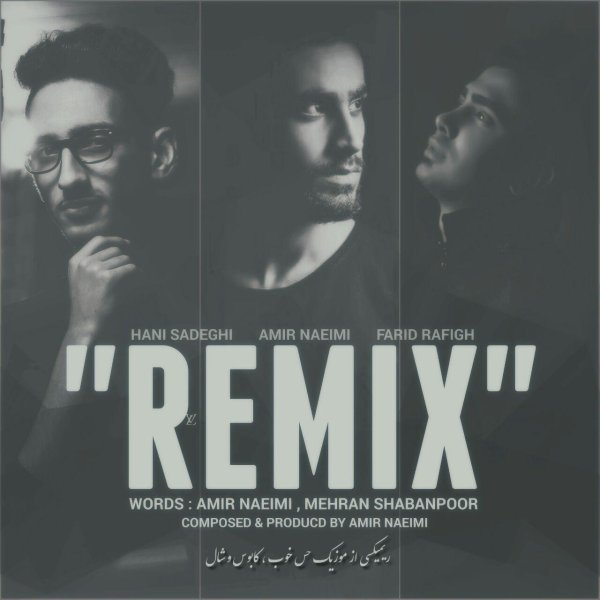 HANI SADEGHI AMIR NAEIMI FARID RAFIGH
"REMIX"
WORDS : AMIR NAEIMI , MEHRAN SHABANPOOR
COMPOSED & PRODUCD BY AMIR NAEIMI
ریمیکسی از موزیک حس خوب ، کابوس و شال